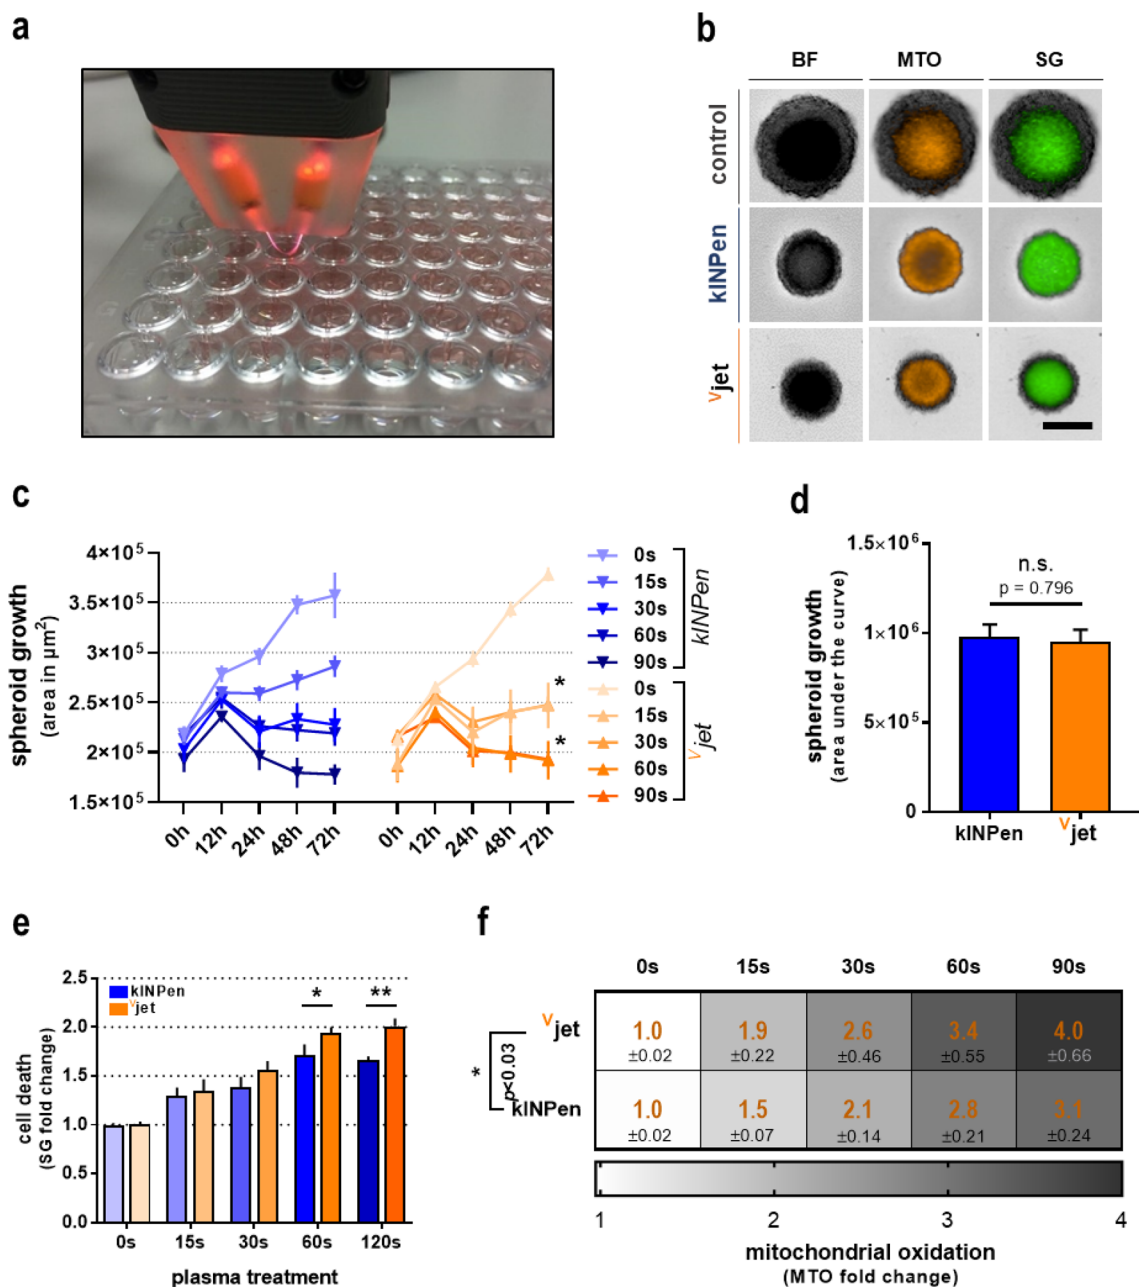 a
b
BF MTO SG
control
kINPen
vjet
c
spheroid growth
(area in µm²)
4×10⁵
3.5×10⁵
3×10⁵
2.5×10⁵
2×10⁵
1.5×10⁵
0h 12h 24h 48h 72h
0h 12h 24h 48h 72h
*
*
0s
15s
30s
60s
90s
kINPen
0s
15s
30s
60s
90s
vjet
d
spheroid growth
(area under the curve)
1.5×10⁶
1×10⁶
5×10⁵
0
n.s.
p = 0.796
kINPen vjet
e
cell death
(SG fold change)
2.5
2.0
1.5
1.0
0.5
0.0
kINPen
vjet
* **
0s 15s 30s 60s 120s
plasma treatment
f
0s 15s 30s 60s 90s
vjet
1.0 1.9 2.6 3.4 4.0
±0.02 ±0.22 ±0.46 ±0.55 ±0.66
* p<0.03
kINPen
1.0 1.5 2.1 2.8 3.1
±0.02 ±0.07 ±0.14 ±0.21 ±0.24
1 2 3 4
mitochondrial oxidation
(MTO fold change)